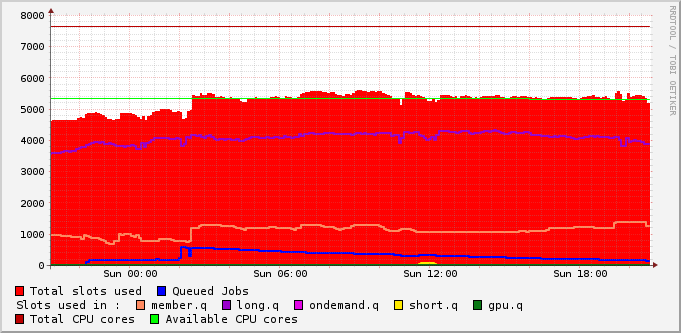 8000
7000
6000
5000
4000
3000
2000
1000
0
Sun 00:00 Sun 06:00 Sun 12:00 Sun 18:00
Total slots used Queued Jobs
Slots used in : member.q long.q ondemand.q short.q gpu.q
Total CPU cores Available CPU cores
RRDTOOL / TOBI OETIKER